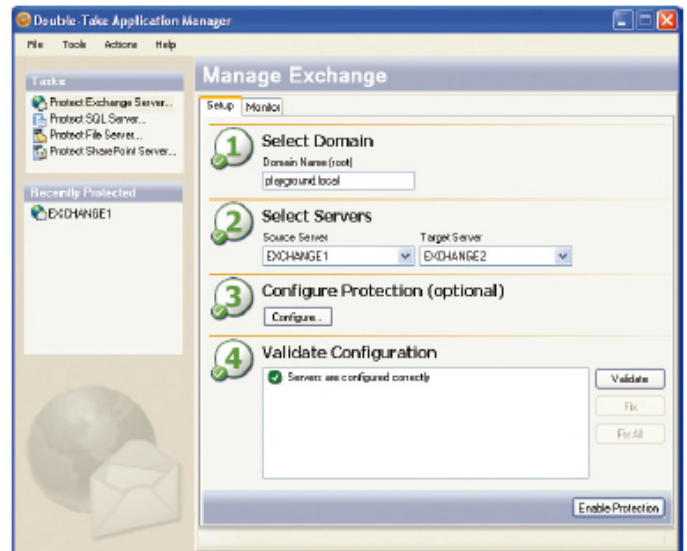 Double-Take Application Manager
File Tools Actions Help
Tasks
Protect Exchange Server...
Protect SQL Server...
Protect File Server...
Protect SharePoint Server...
Recently Protected
EXCHANGE1
Manage Exchange
Setup Monitor
1 Select Domain
Domain Name (root)
playground.local
2 Select Servers
Source Server Target Server
EXCHANGE1 EXCHANGE2
3 Configure Protection (optional)
Configure...
4 Validate Configuration
Servers are configured correctly
Validate
Fix
Fix All
Enable Protection